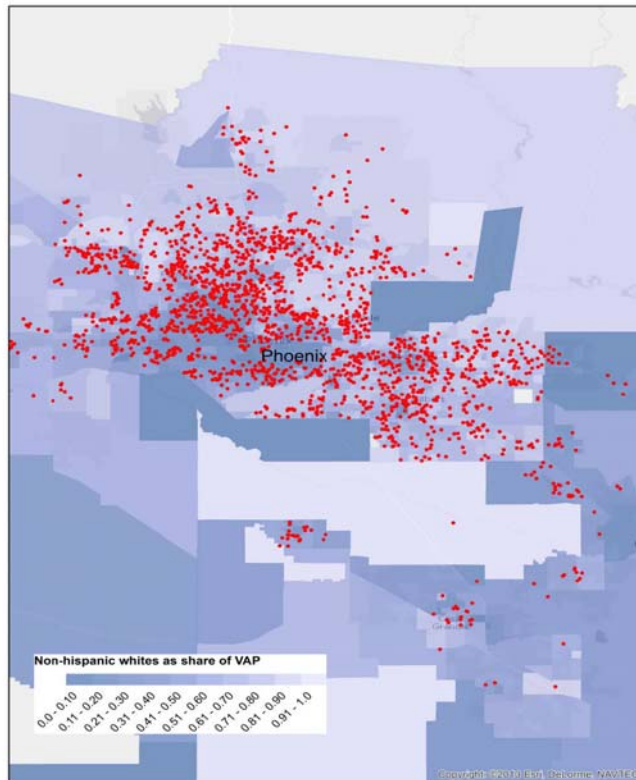 Phoenix
Non-hispanic whites as share of VAP
0.0 - 0.10
0.11 - 0.20
0.21 - 0.30
0.31 - 0.40
0.41 - 0.50
0.51 - 0.60
0.61 - 0.70
0.71 - 0.80
0.81 - 0.90
0.91 - 1.0
Copyright: ©2013 Esri, DeLorme, NAVTEQ